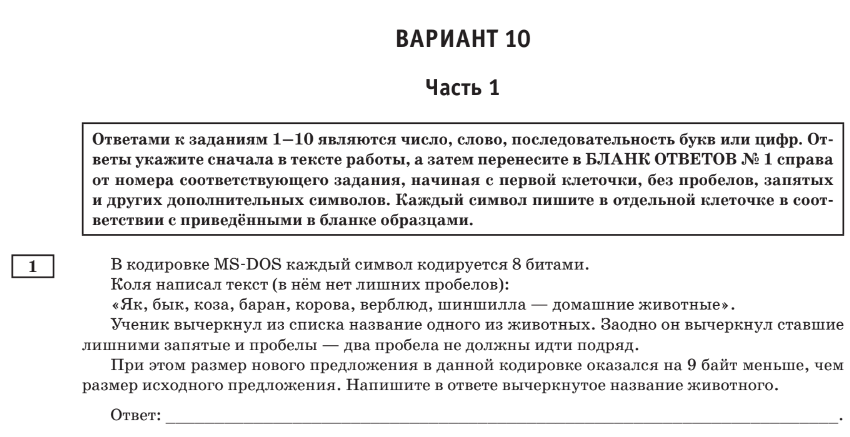 ВАРИАНТ 10
Часть 1
Ответами к заданиям 1–10 являются число, слово, последовательность букв или цифр. От-
веты укажите сначала в тексте работы, а затем перенесите в БЛАНК ОТВЕТОВ № 1 справа
от номера соответствующего задания, начиная с первой клеточки, без пробелов, запятых
и других дополнительных символов. Каждый символ пишите в отдельной клеточке в соот-
ветствии с приведёнными в бланке образцами.
1 В кодировке MS-DOS каждый символ кодируется 8 битами.
Коля написал текст (в нём нет лишних пробелов):
«Як, бык, коза, баран, корова, верблюд, шиншилла — домашние животные».
Ученик вычеркнул из списка название одного из животных. Заодно он вычеркнул ставшие
лишними запятые и пробелы — два пробела не должны идти подряд.
При этом размер нового предложения в данной кодировке оказался на 9 байт меньше, чем
размер исходного предложения. Напишите в ответе вычеркнутое название животного.
Ответ: .